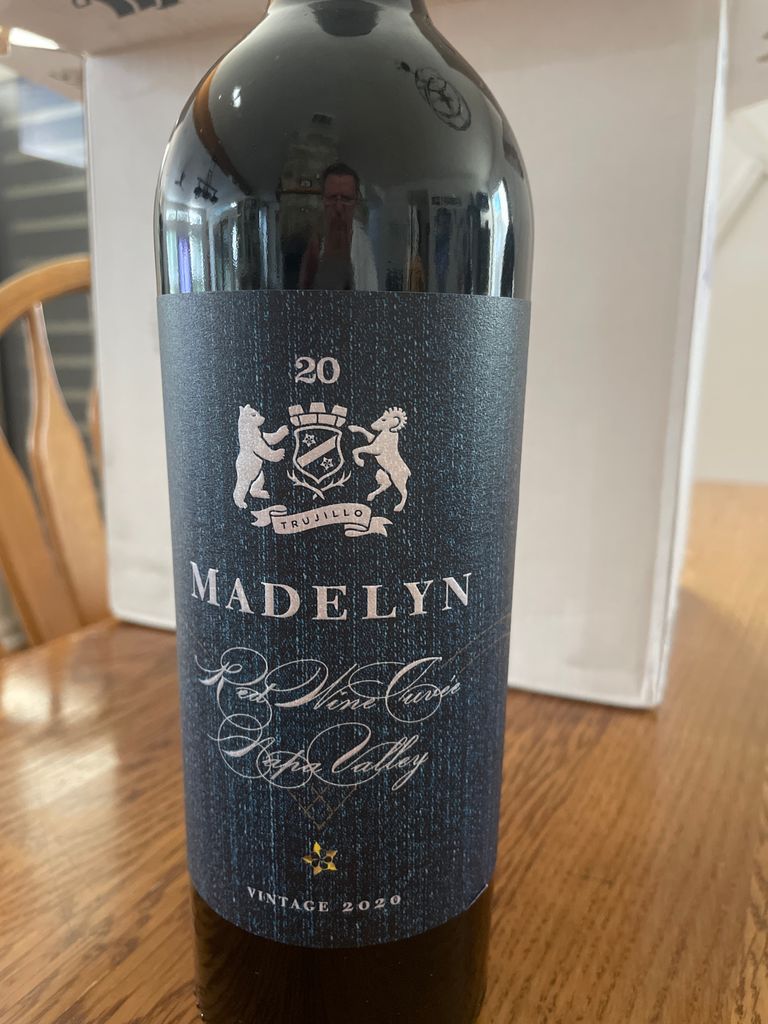 20
TRUJILLO
MADELYN
Red Wine Cuvée
Napa Valley
VINTAGE 2020